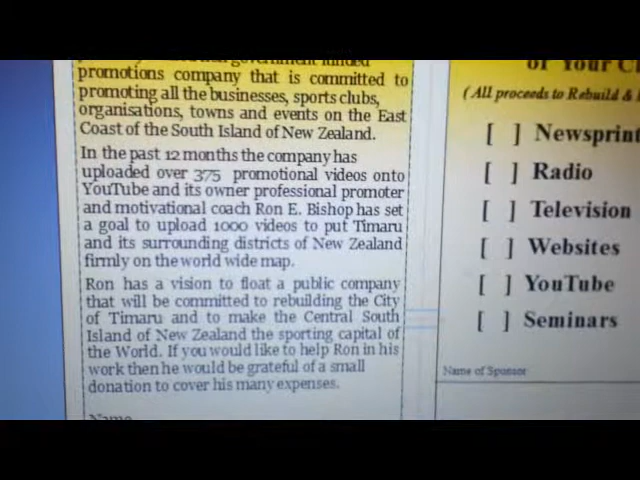 promotions company that is committed to
promoting all the businesses, sports clubs,
organisations, towns and events on the East
Coast of the South Island of New Zealand.
In the past 12 months the company has
uploaded over 375 promotional videos onto
YouTube and its owner professional promoter
and motivational coach Ron E. Bishop has set
a goal to upload 1000 videos to put Timaru
and its surrounding districts of New Zealand
firmly on the world wide map.
Ron has a vision to float a public company
that will be committed to rebuilding the City
of Timaru and to make the Central South
Island of New Zealand the sporting capital of
the World. If you would like to help Ron in his
work then he would be grateful of a small
donation to cover his many expenses.
Name
of Your
(All proceeds to Rebuild &
[ ] Newsprint
[ ] Radio
[ ] Television
[ ] Websites
[ ] YouTube
[ ] Seminars
Name of Sponsor